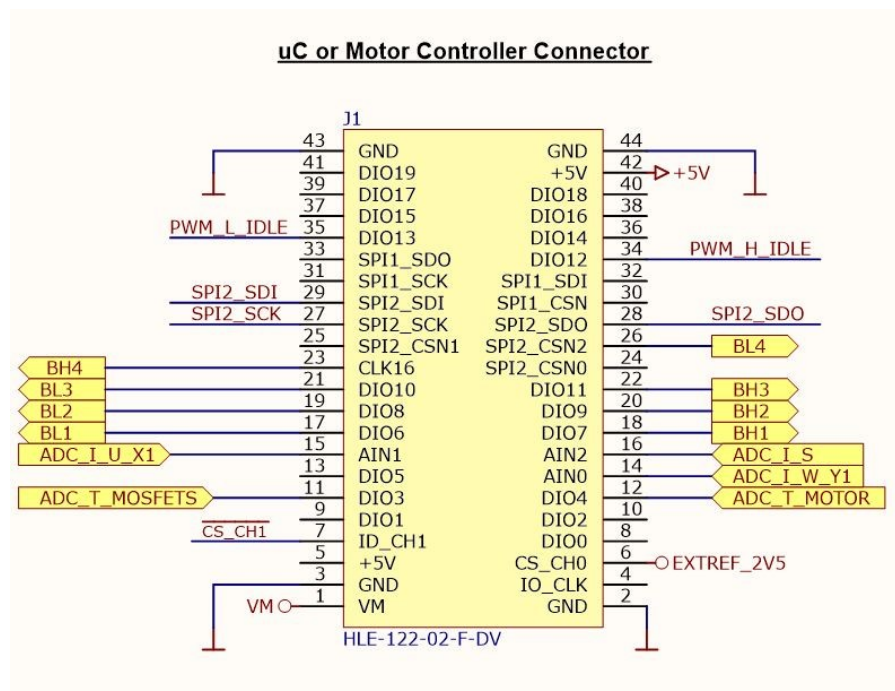 uC or Motor Controller Connector
J1
43 GND GND 44
41 DIO19 +5V 42 +5V
39 DIO17 DIO18 40
37 DIO15 DIO16 38
PWM_L_IDLE 35 DIO13 DIO14 36
33 SPI1_SDO DIO12 34 PWM_H_IDLE
31 SPI1_SCK SPI1_SDI 32
SPI2_SDI 29 SPI2_SDI SPI1_CSN 30
SPI2_SCK 27 SPI2_SCK SPI2_SDO 28 SPI2_SDO
25 SPI2_CSN1 SPI2_CSN2 26 BL4
BH4 23 CLK16 SPI2_CSN0 24
BL3 21 DIO10 DIO11 22 BH3
BL2 19 DIO8 DIO9 20 BH2
BL1 17 DIO6 DIO7 18 BH1
ADC_I_U_X1 15 AIN1 AIN2 16 ADC_I_S
13 DIO5 AIN0 14 ADC_I_W_Y1
ADC_T_MOSFETS 11 DIO3 DIO4 12 ADC_T_MOTOR
9 DIO1 DIO2 10
CS_CH1 7 ID_CH1 DIO0 8
5 +5V CS_CH0 6 EXTREF_2V5
3 GND IO_CLK 4
VM 1 VM GND 2
HLE-122-02-F-DV